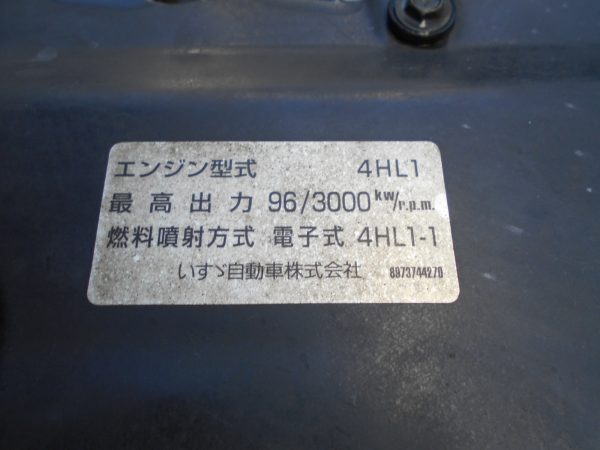 エンジン型式 4HL1
最高出力 96/3000 kw/r.p.m.
燃料噴射方式 電子式 4HL1-1
いすゞ自動車株式会社 8973744270